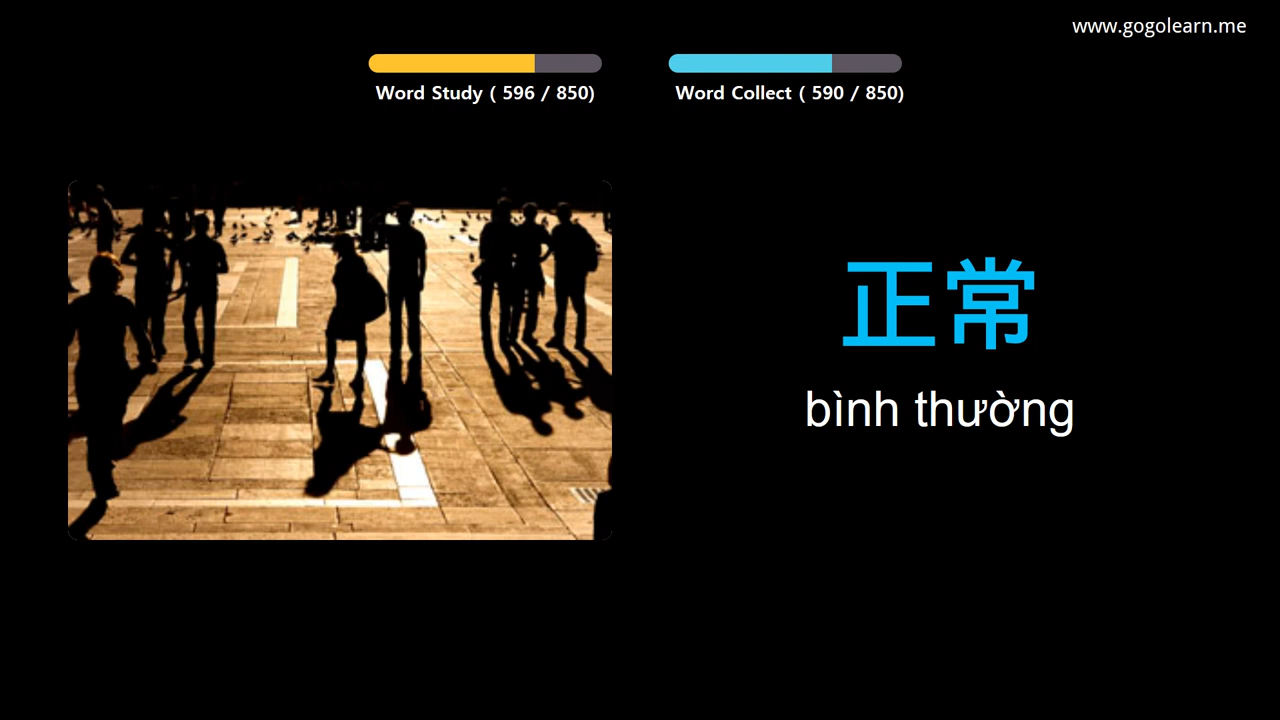 www.gogolearn.me
Word Study ( 596 / 850)
Word Collect ( 590 / 850)
正常
bình thường